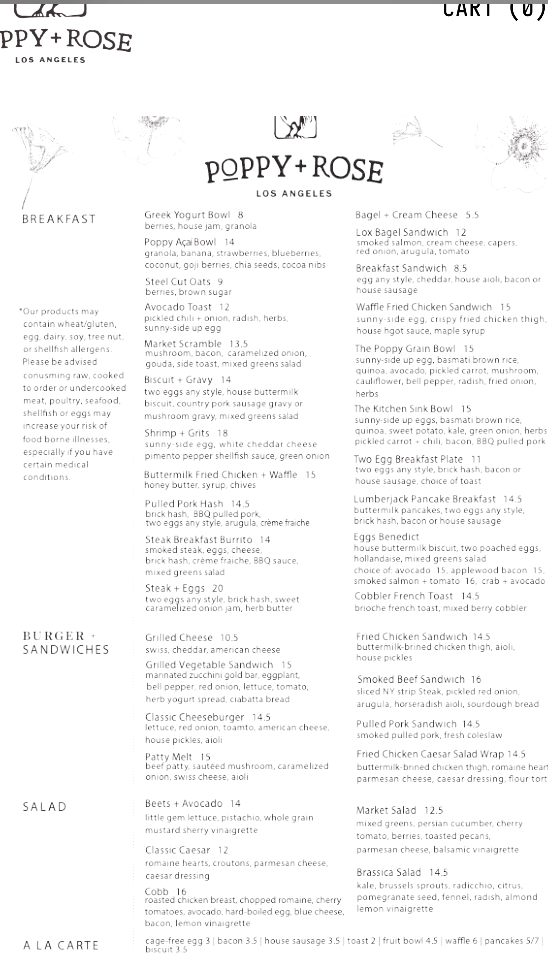 CART (0)
PPY + ROSE
LOS ANGELES
POPPY + ROSE
LOS ANGELES
BREAKFAST
*Our products may
contain wheat/gluten,
egg, dairy, soy, tree nut,
or shellfish allergens.
Please be advised
conusmring raw, cooked
to order or undercooked
meat, poultry, seafood,
shellfish or eggs may
increase your risk of
food borne illnesses,
especially if you have
certain medical
conditions.
Greek Yogurt Bowl 8
berries, house jam, granola
Poppy Açaí Bowl 14
granola, banana, strawberries, blueberries,
coconut, goji berries, chia seeds, cocoa nibs
Steel Cut Oats 9
berries, brown sugar
Avocado Toast 12
pickled chili + onion, radish, herbs,
sunny-side up egg
Market Scramble 13.5
mushroom, bacon, caramelized onion,
gouda, side toast, mixed greens salad
Biscuit + Gravy 14
two eggs any style, house buttermilk
biscuit, country pork sausage gravy or
mushroom gravy, mixed greens salad
Shrimp + Grits 18
sunny-side egg, white cheddar cheese
pimento pepper shellfish sauce, green onion
Buttermilk Fried Chicken + Waffle 15
honey butter, syrup, chives
Pulled Pork Hash 14.5
brick hash, BBQ pulled pork,
two eggs any style, arugula, crème fraiche
Steak Breakfast Burrito 14
smoked steak, eggs, cheese,
brick hash, crème fraiche, BBQ sauce,
mixed greens salad
Steak + Eggs 20
two eggs any style, brick hash, sweet
caramelized onion jam, herb butter
Bagel + Cream Cheese 5.5
Lox Bagel Sandwich 12
smoked salmon, cream cheese, capers,
red onion, arugula, tomato
Breakfast Sandwich 8.5
egg any style, cheddar, house aioli, bacon or
house sausage
Waffle Fried Chicken Sandwich 15
sunny-side egg, crispy fried chicken thigh,
house hgot sauce, maple syrup
The Poppy Grain Bowl 15
sunny-side up egg, basmati brown rice,
quinoa, avocado, pickled carrot, mushroom,
cauliflower, bell pepper, radish, fried onion,
herbs
The Kitchen Sink Bowl 15
sunny-side up eggs, basmati brown rice,
quinoa, sweet potato, kale, green onion, herbs
pickled carrot + chili, bacon, BBQ pulled pork
Two Egg Breakfast Plate 11
two eggs any style, brick hash, bacon or
house sausage, choice of toast
Lumberjack Pancake Breakfast 14.5
buttermilk pancakes, two eggs any style,
brick hash, bacon or house sausage
Eggs Benedict
house buttermilk biscuit, two poached eggs,
hollandaise, mixed greens salad
choice of: avocado 15, applewood bacon 15,
smoked salmon + tomato 16, crab + avocado
Cobbler French Toast 14.5
brioche french toast, mixed berry cobbler
BURGER +
SANDWICHES
Grilled Cheese 10.5
swiss, cheddar, american cheese
Grilled Vegetable Sandwich 15
marinated zucchini gold bar, eggplant,
bell pepper, red onion, lettuce, tomato,
herb yogurt spread, ciabatta bread
Classic Cheeseburger 14.5
lettuce, red onion, toamto, american cheese,
house pickles, aioli
Patty Melt 15
beef patty, sautéed mushroom, caramelized
onion, swiss cheese, aioli
Fried Chicken Sandwich 14.5
buttermilk-brined chicken thigh, aioli,
house pickles
Smoked Beef Sandwich 16
sliced NY strip Steak, pickled red onion,
arugula, horseradish aioli, sourdough bread
Pulled Pork Sandwich 14.5
smoked pulled pork, fresh coleslaw
Fried Chicken Caesar Salad Wrap 14.5
buttermilk-brined chicken thigh, romaine heart
parmesan cheese, caesar dressing, flour tort
SALAD
Beets + Avocado 14
little gem lettuce, pistachio, whole grain
mustard sherry vinaigrette
Classic Caesar 12
romaine hearts, croutons, parmesan cheese,
caesar dressing
Cobb 16
roasted chicken breast, chopped romaine, cherry
tomatoes, avocado, hard-boiled egg, blue cheese,
bacon, lemon vinaigrette
Market Salad 12.5
mixed greens, persian cucumber, cherry
tomato, berries, toasted pecans,
parmesan cheese, balsamic vinaigrette
Brassica Salad 14.5
kale, brussels sprouts, radicchio, citrus,
pomegranate seed, fennel, radish, almond
lemon vinaigrette
A LA CARTE
cage-free egg 3 | bacon 3.5 | house sausage 3.5 | toast 2 | fruit bowl 4.5 | waffle 6 | pancakes 5/7 |
biscuit 3.5